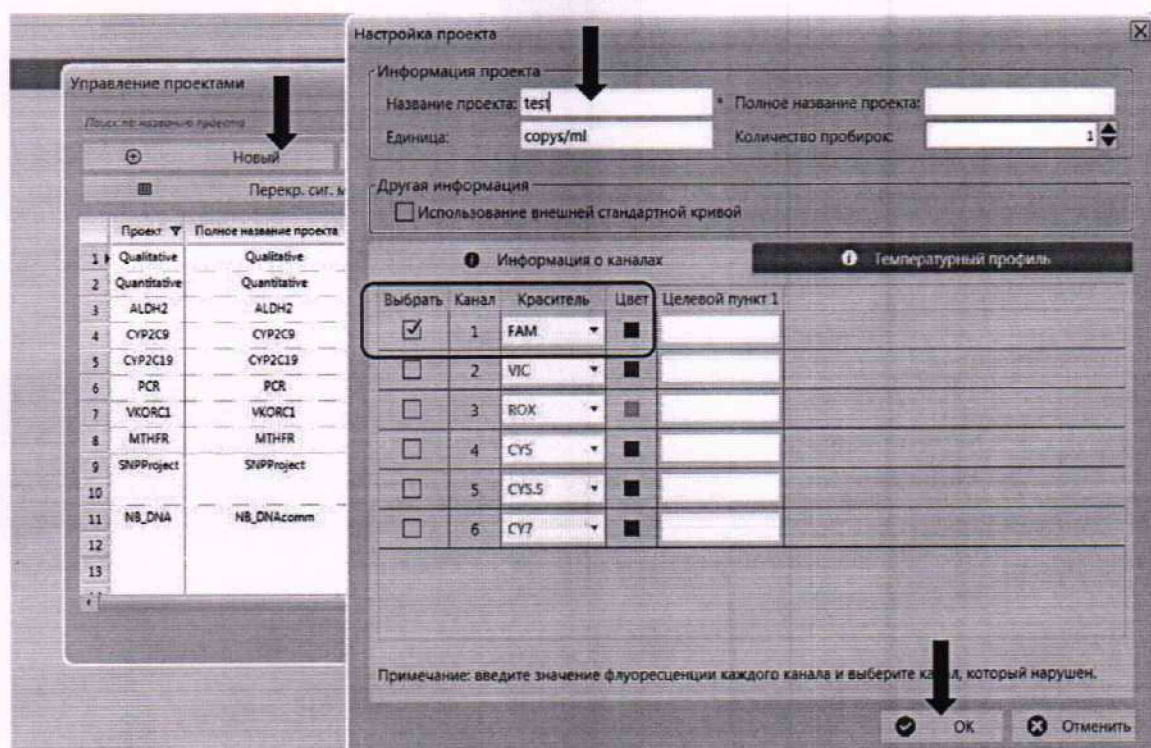 Управление проектами
Поиск по названию проекта
Новый
Перекр. сиг. м
Проект Полное название проекта
1 Qualitative Qualitative
2 Quantitative Quantitative
3 ALDH2 ALDH2
4 CYP2C9 CYP2C9
5 CYP2C19 CYP2C19
6 PCR PCR
7 VKORC1 VKORC1
8 MTHFR MTHFR
9 SNPProject SNPProject
10
11 NB_DNA NB_DNAcomm
12
13
Настройка проекта
Информация проекта
Название проекта: test * Полное название проекта:
Единица: copys/ml Количество пробирок: 1
Другая информация
Использование внешней стандартной кривой
Информация о каналах Температурный профиль
Выбрать Канал Краситель Цвет Целевой пункт 1
1 FAM
2 VIC
3 ROX
4 CY5
5 CY5.5
6 CY7
Примечание: введите значение флуоресценции каждого канала и выберите канал, который нарушен.
OK Отменить